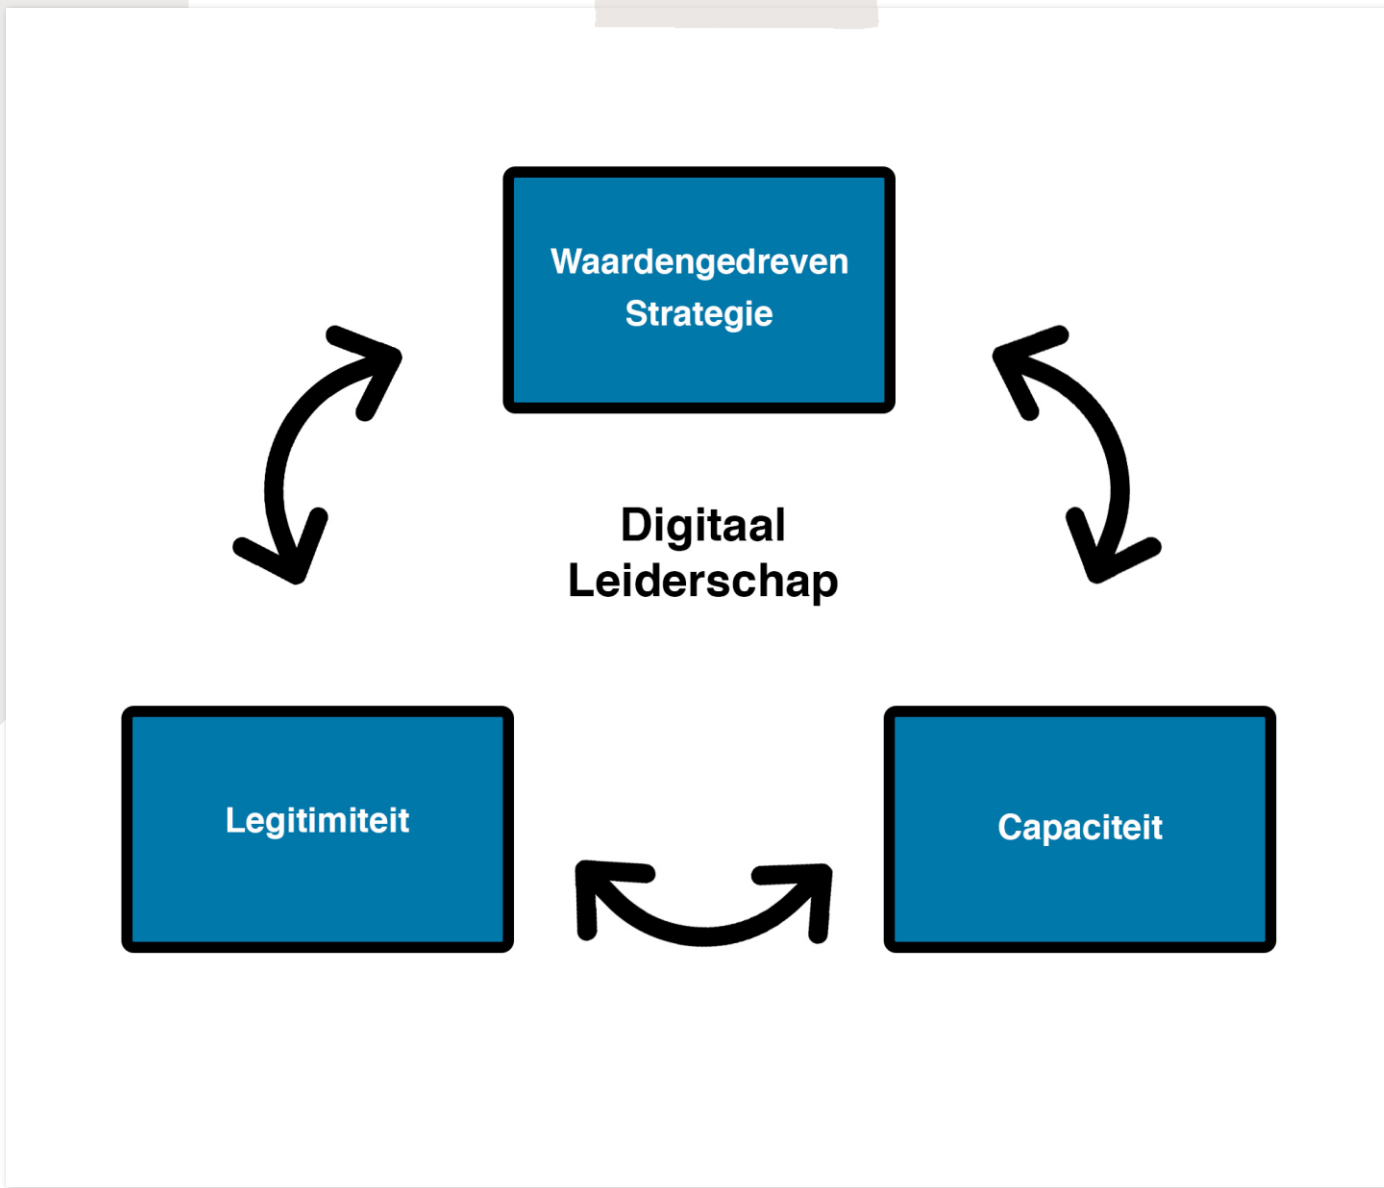 Waardengedreven
Strategie
Digitaal
Leiderschap
Legitimiteit
Capaciteit